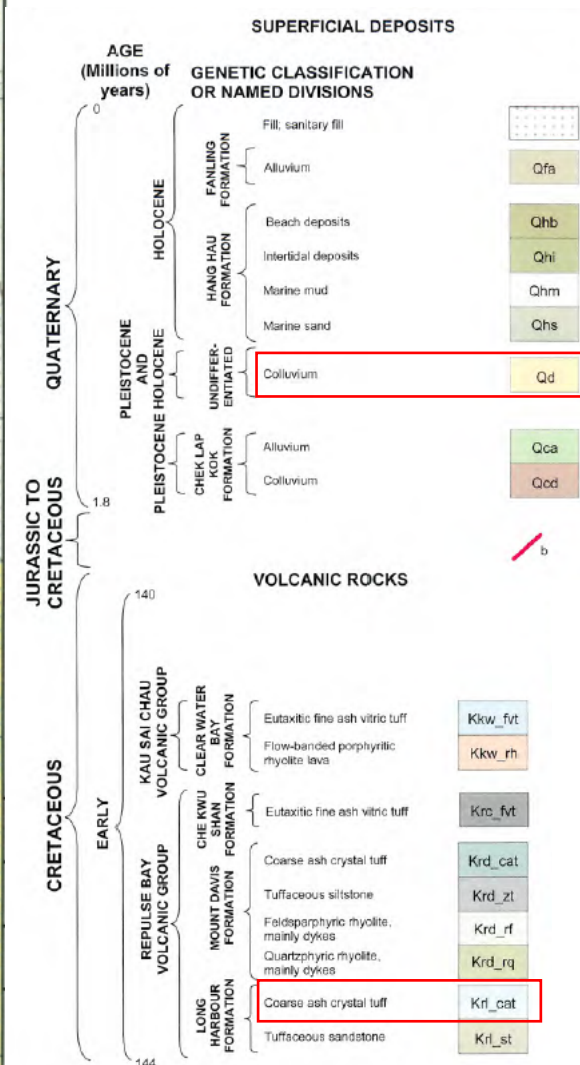 SUPERFICIAL DEPOSITS
AGE
(Millions of
years)
GENETIC CLASSIFICATION
OR NAMED DIVISIONS
0
QUATERNARY
HOLOCENE
Fill; sanitary fill
FANLING
FORMATION
Alluvium
Qfa
HANG HAU
FORMATION
Beach deposits
Qhb
Intertidal deposits
Qhi
Marine mud
Qhm
Marine sand
Qhs
PLEISTOCENE
AND
HOLOCENE
UNDIFFER-
ENTIATED
Colluvium
Qd
PLEISTOCENE
CHEK LAP
KOK
FORMATION
Alluvium
Qca
Colluvium
Qcd
1.8
JURASSIC TO
CRETACEOUS
b
VOLCANIC ROCKS
140
CRETACEOUS
EARLY
KAU SAI CHAU
VOLCANIC GROUP
CLEAR WATER
BAY
FORMATION
Eutaxitic fine ash vitric tuff
Kkw_fvt
Flow-banded porphyritic
rhyolite lava
Kkw_rh
REPULSE BAY
VOLCANIC GROUP
CHE KWU
SHAN
FORMATION
Eutaxitic fine ash vitric tuff
Krc_fvt
MOUNT DAVIS
FORMATION
Coarse ash crystal tuff
Krd_cat
Tuffaceous siltstone
Krd_zt
Feldsparphyric rhyolite,
mainly dykes
Krd_rf
Quartzphyric rhyolite,
mainly dykes
Krd_rq
LONG
HARBOUR
FORMATION
Coarse ash crystal tuff
Krl_cat
Tuffaceous sandstone
Krl_st
144